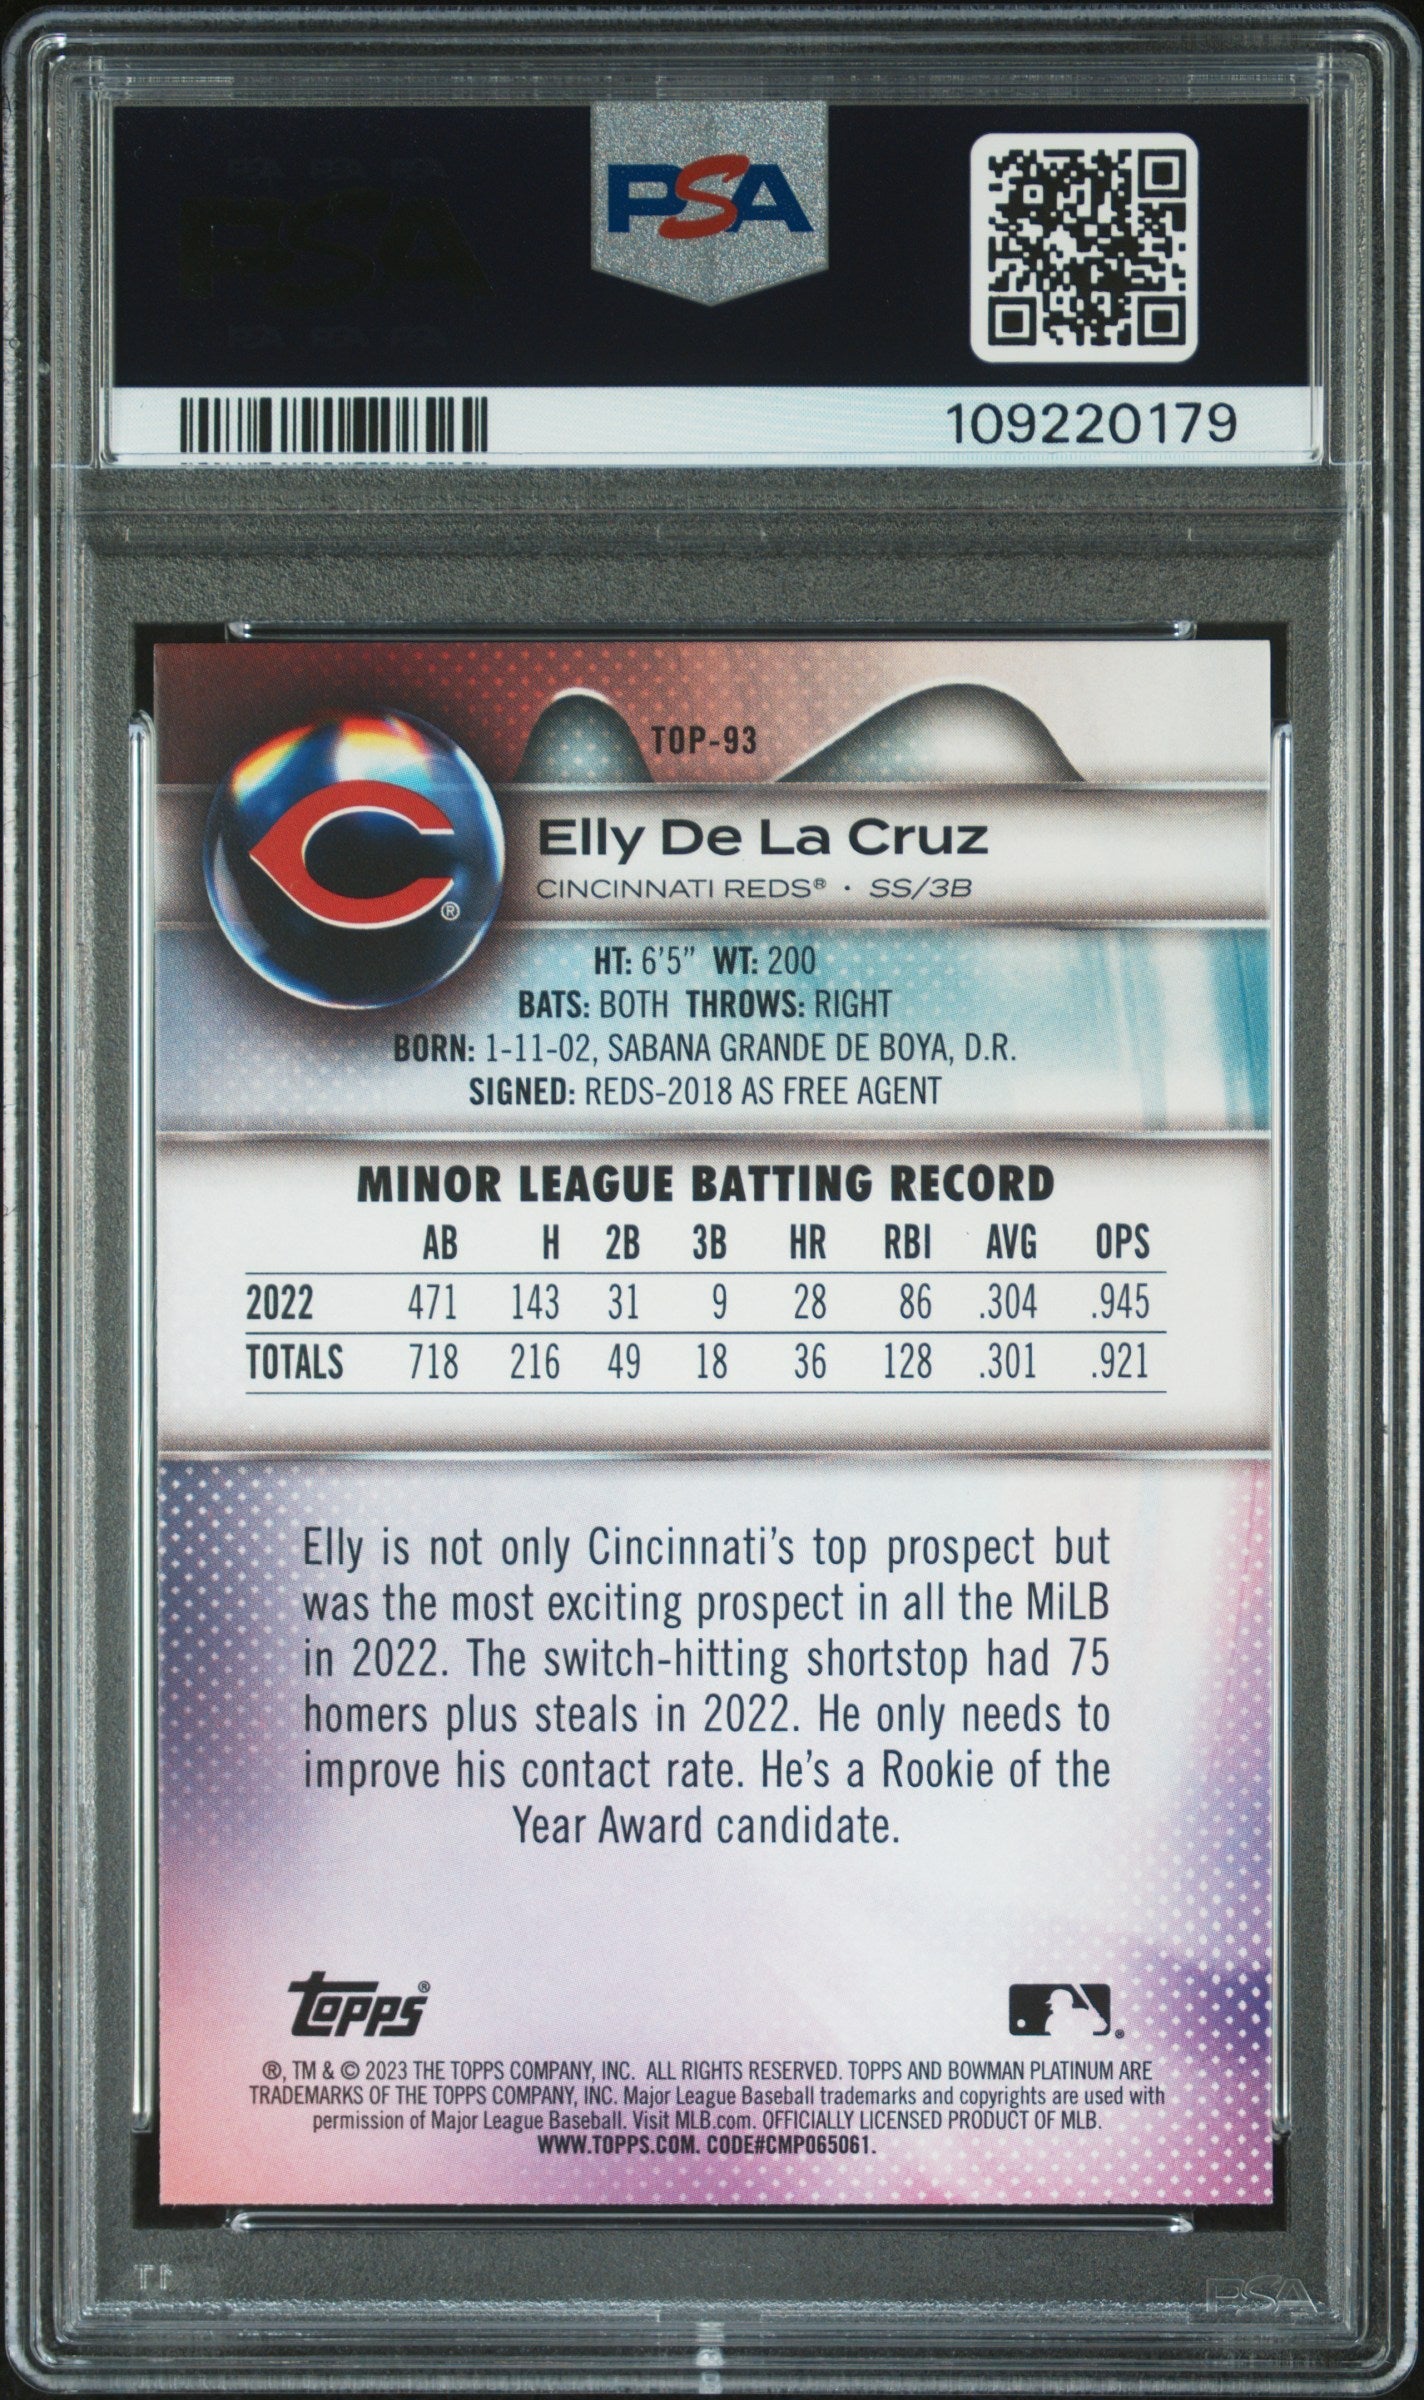 PSA
109220179
TOP-93
Elly De La Cruz
CINCINNATI REDS® · SS/3B
HT: 6'5" WT: 200
BATS: BOTH THROWS: RIGHT
BORN: 1-11-02, SABANA GRANDE DE BOYA, D.R.
SIGNED: REDS-2018 AS FREE AGENT
MINOR LEAGUE BATTING RECORD
AB H 2B 3B HR RBI AVG OPS
2022 471 143 31 9 28 86 .304 .945
TOTALS 718 216 49 18 36 128 .301 .921
Elly is not only Cincinnati's top prospect but
was the most exciting prospect in all the MiLB
in 2022. The switch-hitting shortstop had 75
homers plus steals in 2022. He only needs to
improve his contact rate. He's a Rookie of the
Year Award candidate.
Topps®
®, TM & © 2023 THE TOPPS COMPANY, INC. ALL RIGHTS RESERVED. TOPPS AND BOWMAN PLATINUM ARE
TRADEMARKS OF THE TOPPS COMPANY, INC. Major League Baseball trademarks and copyrights are used with
permission of Major League Baseball. Visit MLB.com. OFFICIALLY LICENSED PRODUCT OF MLB.
WWW.TOPPS.COM. CODE#CMP065061.
PSA